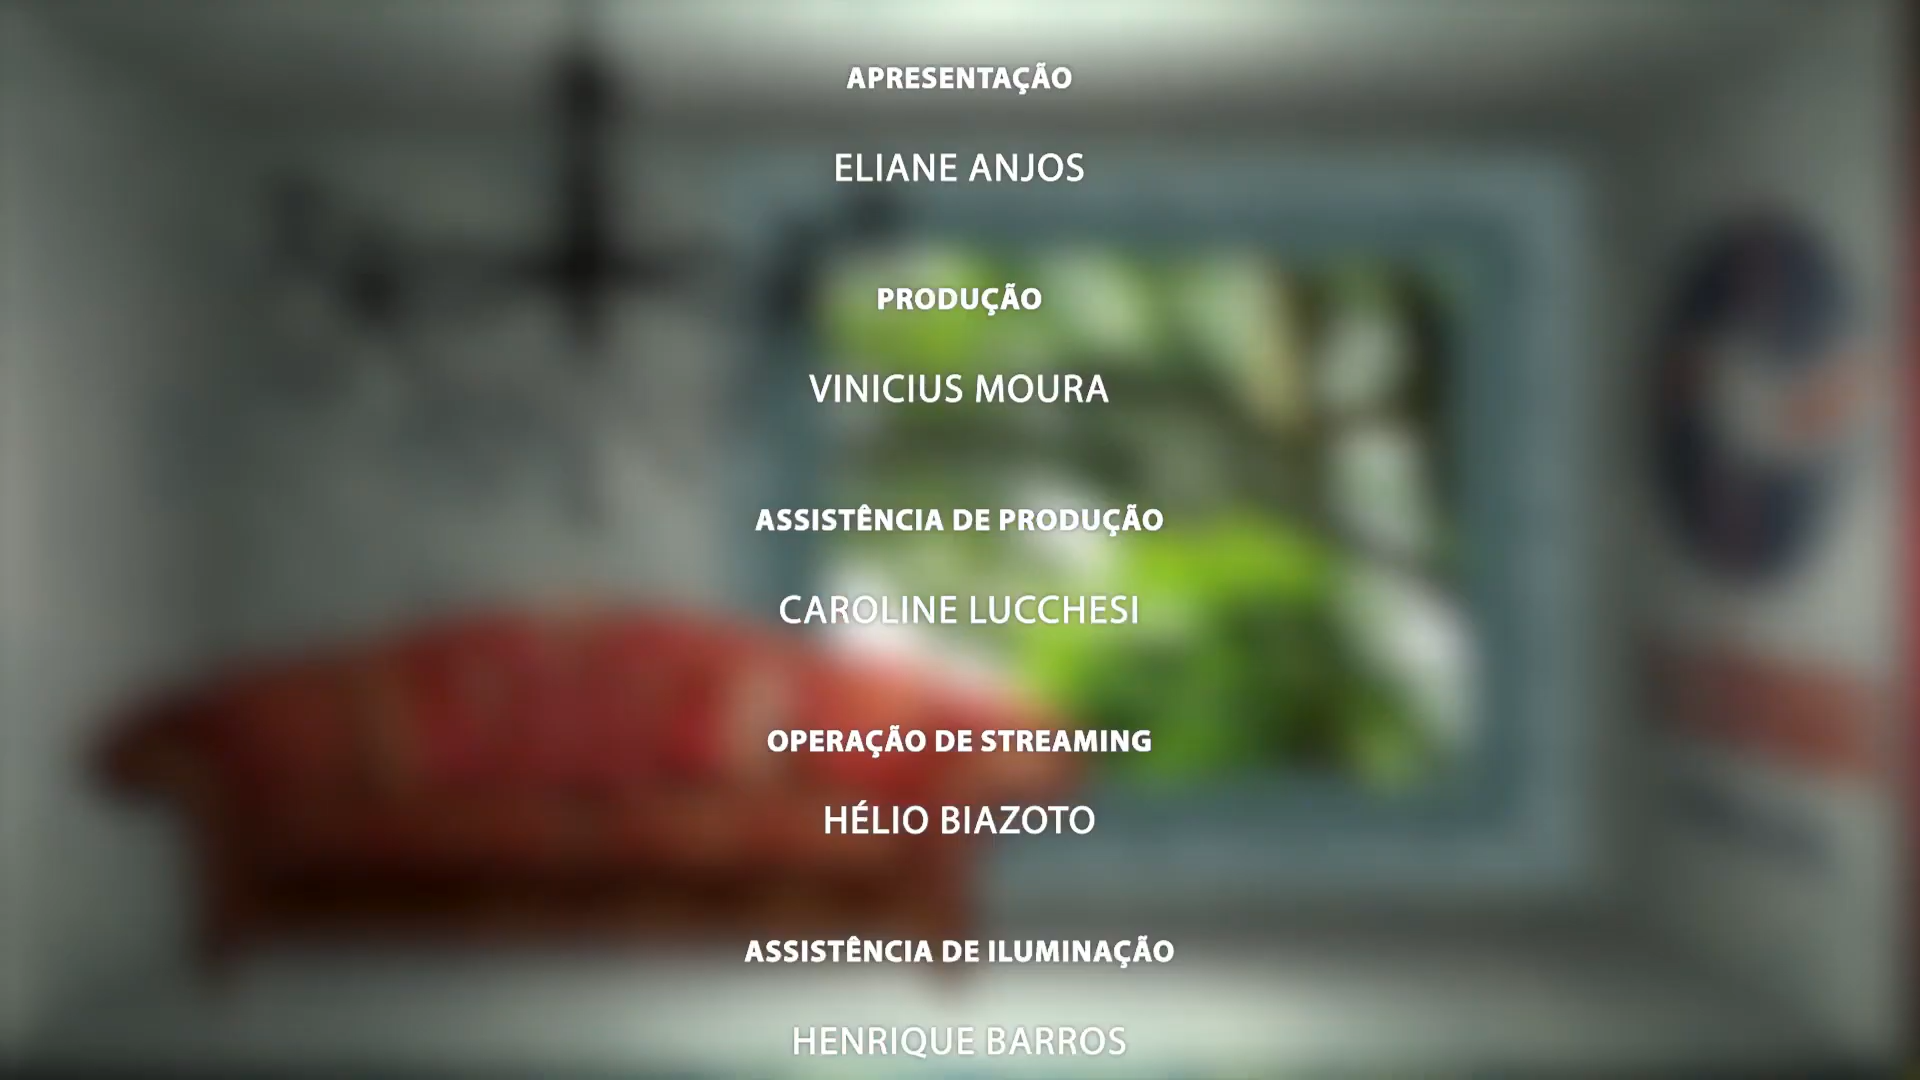 APRESENTAÇÃO
ELIANE ANJOS
PRODUÇÃO
VINICIUS MOURA
ASSISTÊNCIA DE PRODUÇÃO
CAROLINE LUCCHESI
OPERAÇÃO DE STREAMING
HÉLIO BIAZOTO
ASSISTÊNCIA DE ILUMINAÇÃO
HENRIQUE BARROS